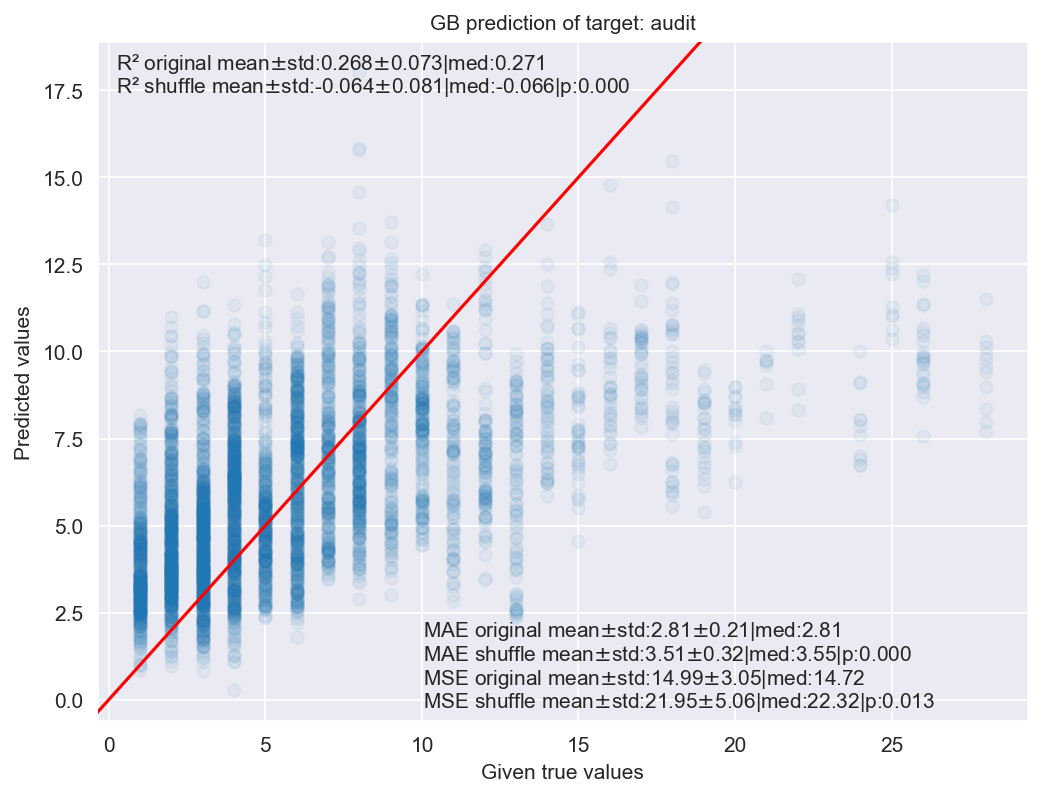 GB prediction of target: audit
R² original mean±std:0.268±0.073|med:0.271
R² shuffle mean±std:-0.064±0.081|med:-0.066|p:0.000
17.5
15.0
12.5
10.0
7.5
5.0
2.5
0.0
Predicted values
MAE original mean±std:2.81±0.21|med:2.81
MAE shuffle mean±std:3.51±0.32|med:3.55|p:0.000
MSE original mean±std:14.99±3.05|med:14.72
MSE shuffle mean±std:21.95±5.06|med:22.32|p:0.013
0 5 10 15 20 25
Given true values